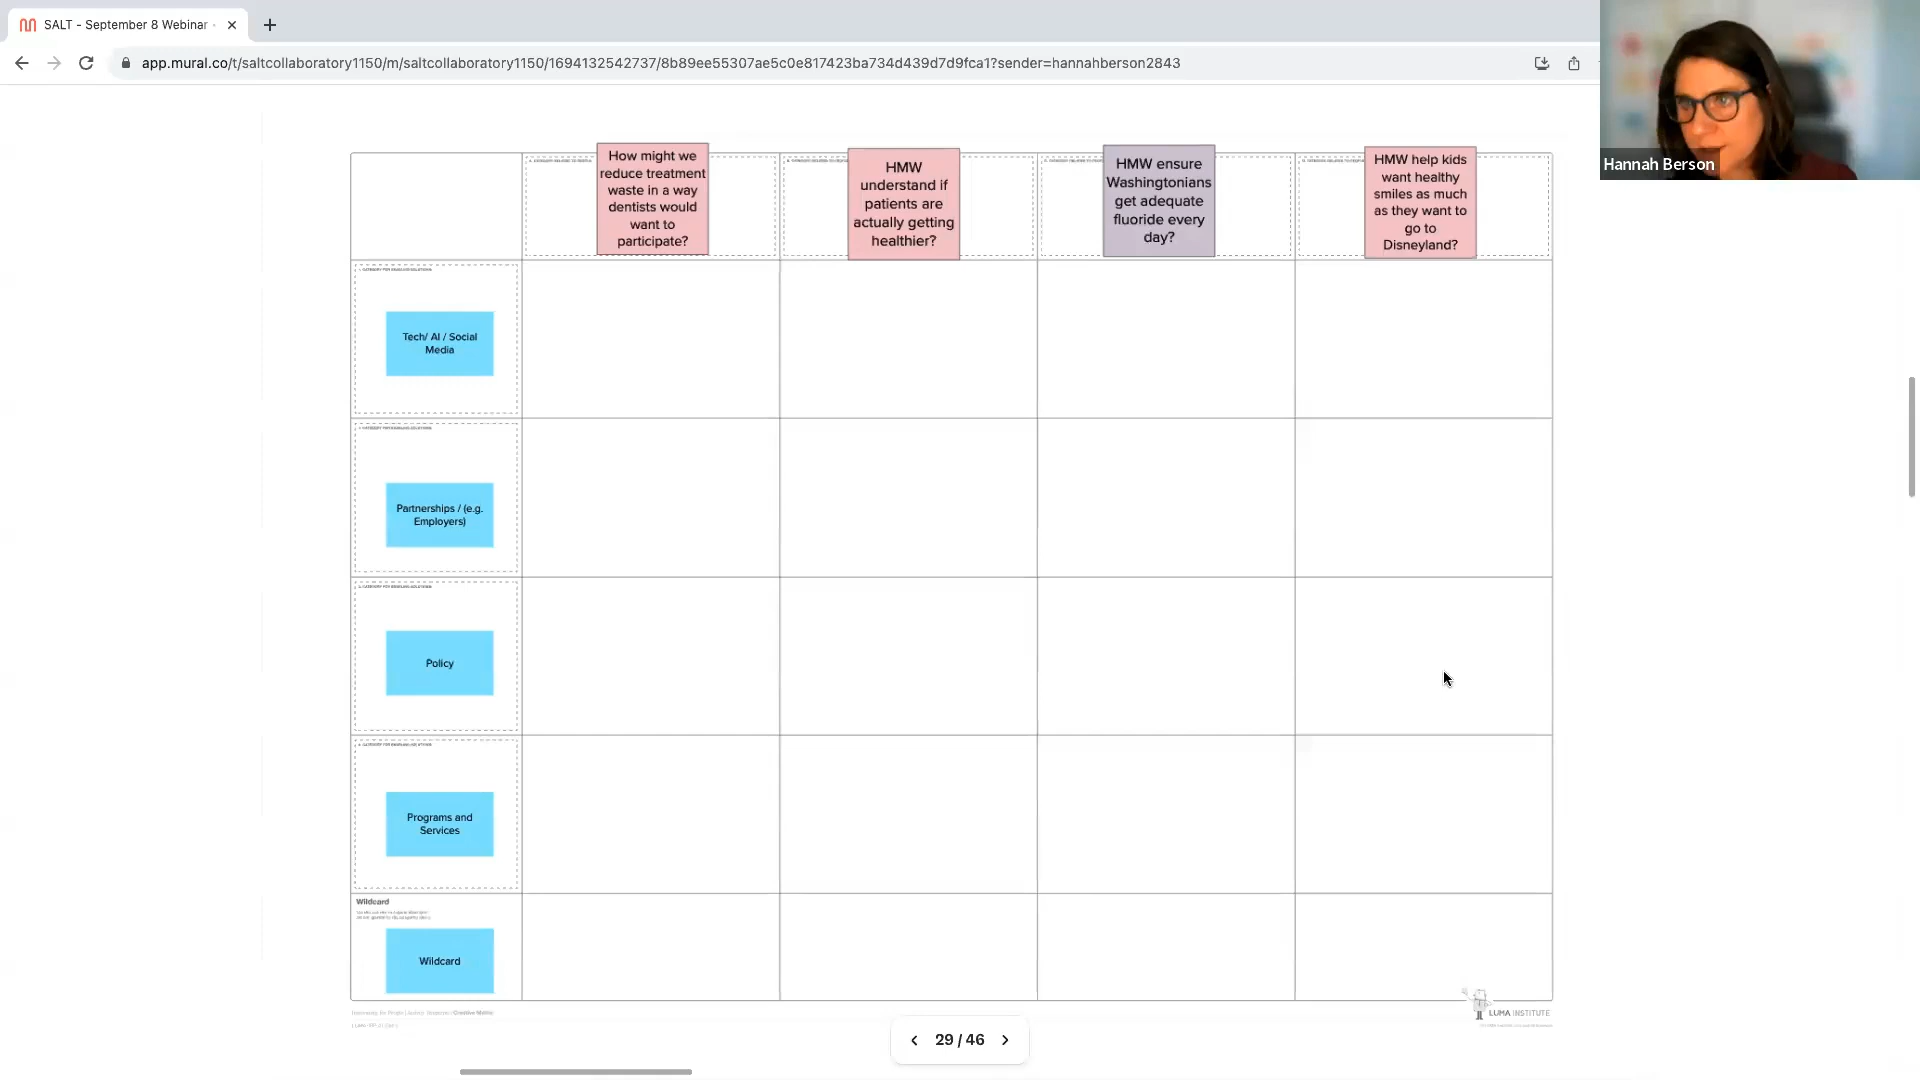 SALT - September 8 Webinar
app.mural.co/t/saltcollaboratory1150/m/saltcollaboratory1150/1694132542737/8b89ee55307ae5c0e817423ba734d439d7d9fca1?sender=hannahberson2843
Hannah Berson
How might we
reduce treatment
waste in a way
dentists would
want to
participate?
HMW
understand if
patients are
actually getting
healthier?
HMW ensure
Washingtonians
get adequate
fluoride every
day?
HMW help kids
want healthy
smiles as much
as they want to
go to
Disneyland?
Tech/ AI / Social
Media
Partnerships / (e.g.
Employers)
Policy
Programs and
Services
Wildcard
Wildcard
LUMA INSTITUTE
29 / 46